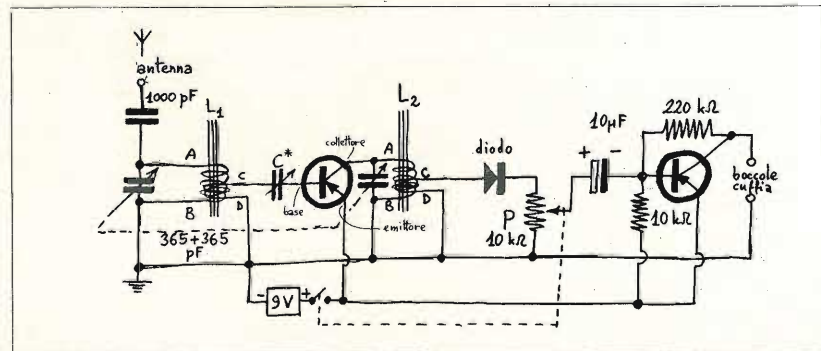 antenna
1000 pF
L1
A
B
C
D
365+365
pF
C*
base
collettore
emittore
L2
A
B
C
D
diodo
P
10 kΩ
10µF
+ -
220 kΩ
10 kΩ
boccole
cuffia
- 9V +